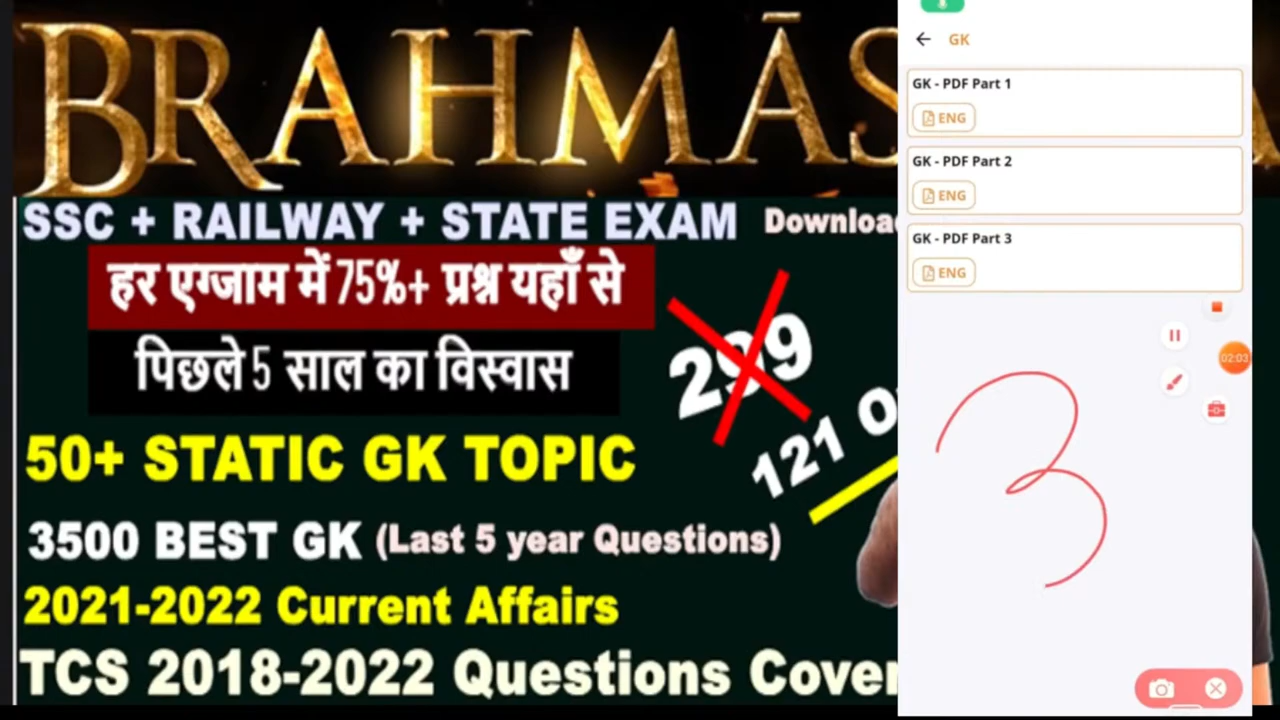 BRAHMĀS
SSC + RAILWAY + STATE EXAM
Downloa
हर एग्जाम में 75%+ प्रश्न यहाँ से
पिछले 5 साल का विस्वास
299
121 O
50+ STATIC GK TOPIC
3500 BEST GK (Last 5 year Questions)
2021-2022 Current Affairs
TCS 2018-2022 Questions Cover
GK
GK - PDF Part 1
ENG
GK - PDF Part 2
ENG
GK - PDF Part 3
ENG
02:03
3